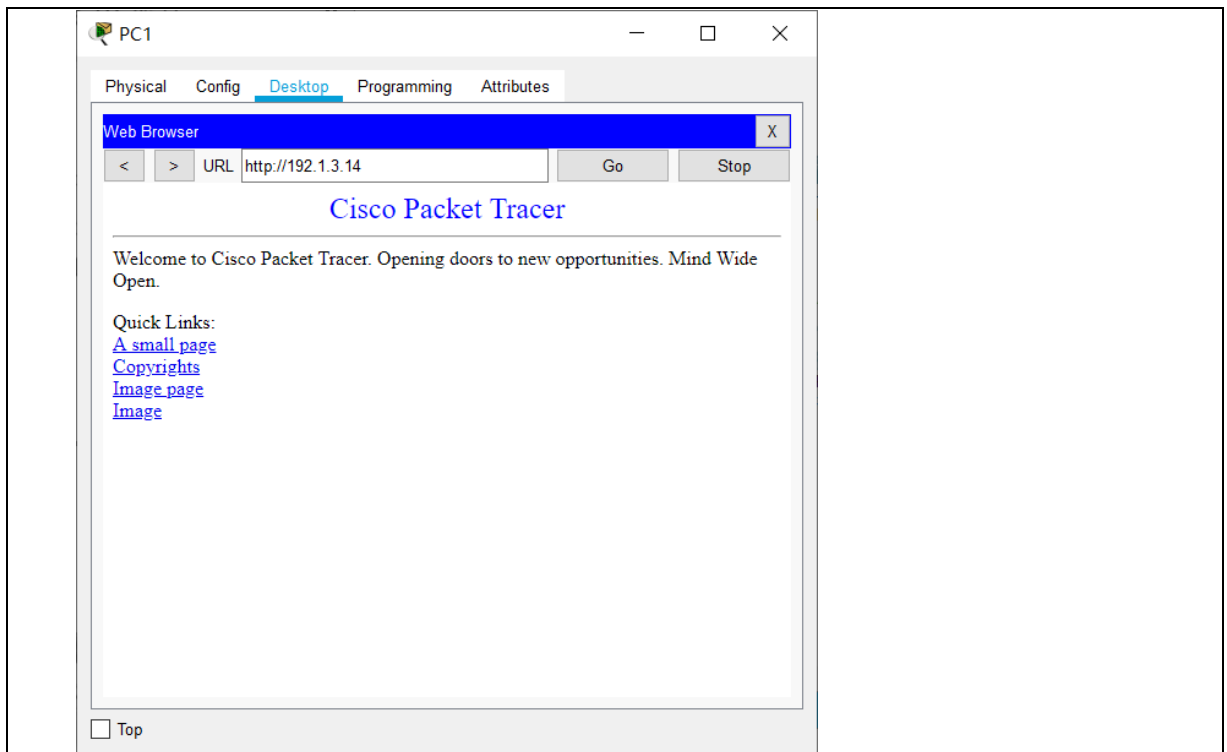 PC1
Physical Config Desktop Programming Attributes
Web Browser X
< > URL http://192.1.3.14 Go Stop
Cisco Packet Tracer
Welcome to Cisco Packet Tracer. Opening doors to new opportunities. Mind Wide
Open.
Quick Links:
A small page
Copyrights
Image page
Image
Top